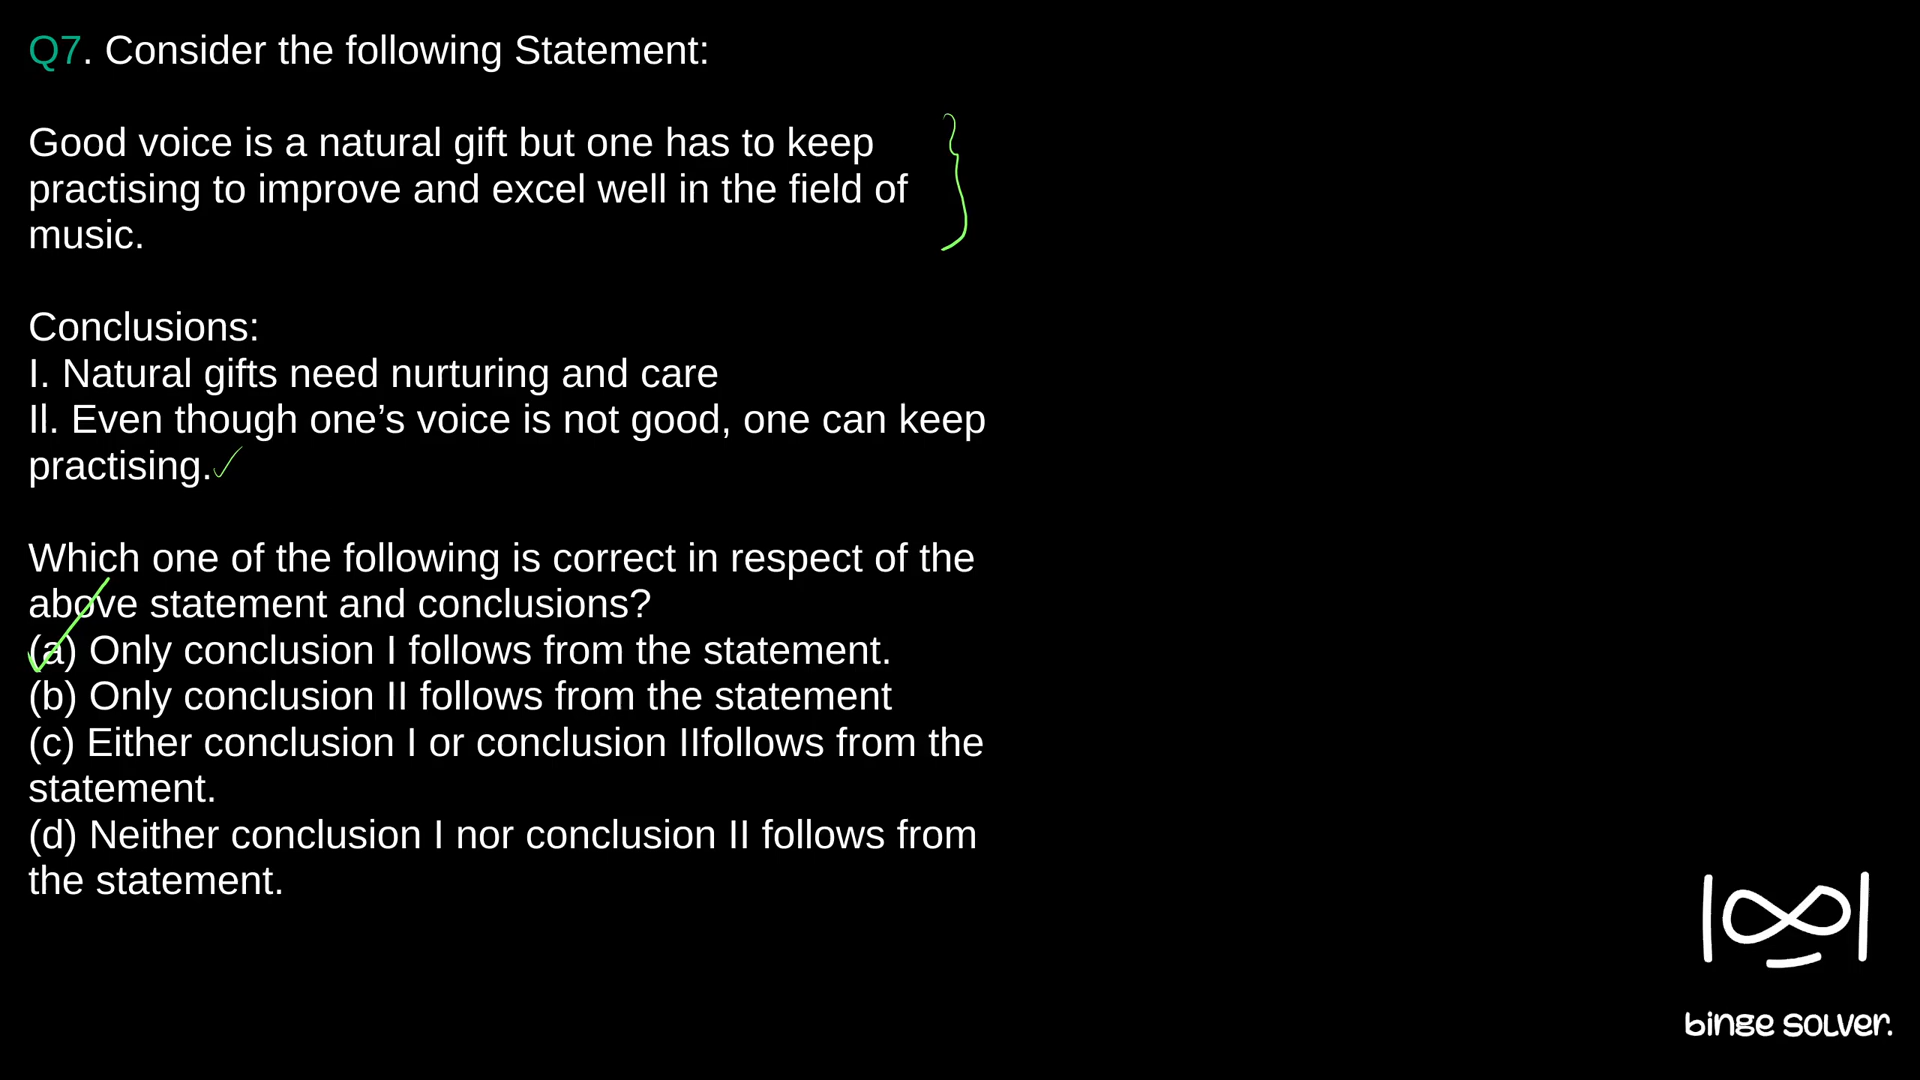 Q7. Consider the following Statement:
Good voice is a natural gift but one has to keep
practising to improve and excel well in the field of
music.
Conclusions:
I. Natural gifts need nurturing and care
Il. Even though one’s voice is not good, one can keep
practising.
Which one of the following is correct in respect of the
above statement and conclusions?
(a) Only conclusion I follows from the statement.
(b) Only conclusion II follows from the statement
(c) Either conclusion I or conclusion IIfollows from the
statement.
(d) Neither conclusion I nor conclusion II follows from
the statement.
binge SOLVER.